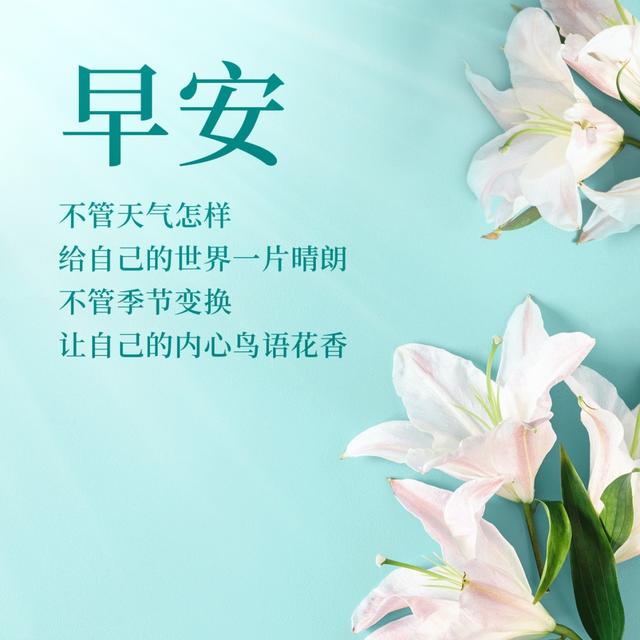 早安
不管天气怎样
给自己的世界一片晴朗
不管季节变换
让自己的内心鸟语花香